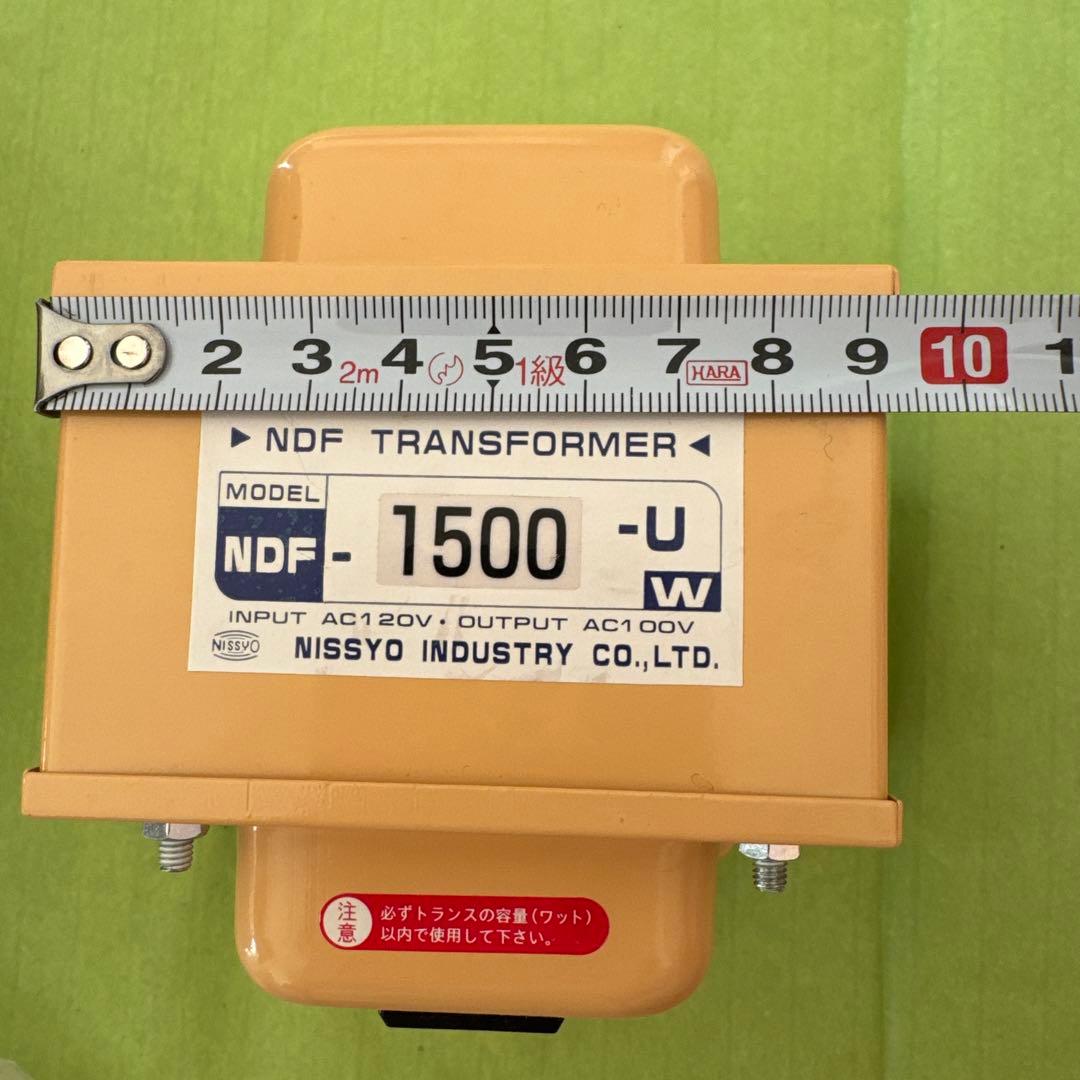 2 3 4 5 6 7 8 9 10 1
2m 1級 HARA
NDF TRANSFORMER
MODEL
NDF-1500-U
W
INPUT AC120V・OUTPUT AC100V
NISSYO NISSYO INDUSTRY CO.,LTD.
注意
必ずトランスの容量(ワット)
以内で使用して下さい。